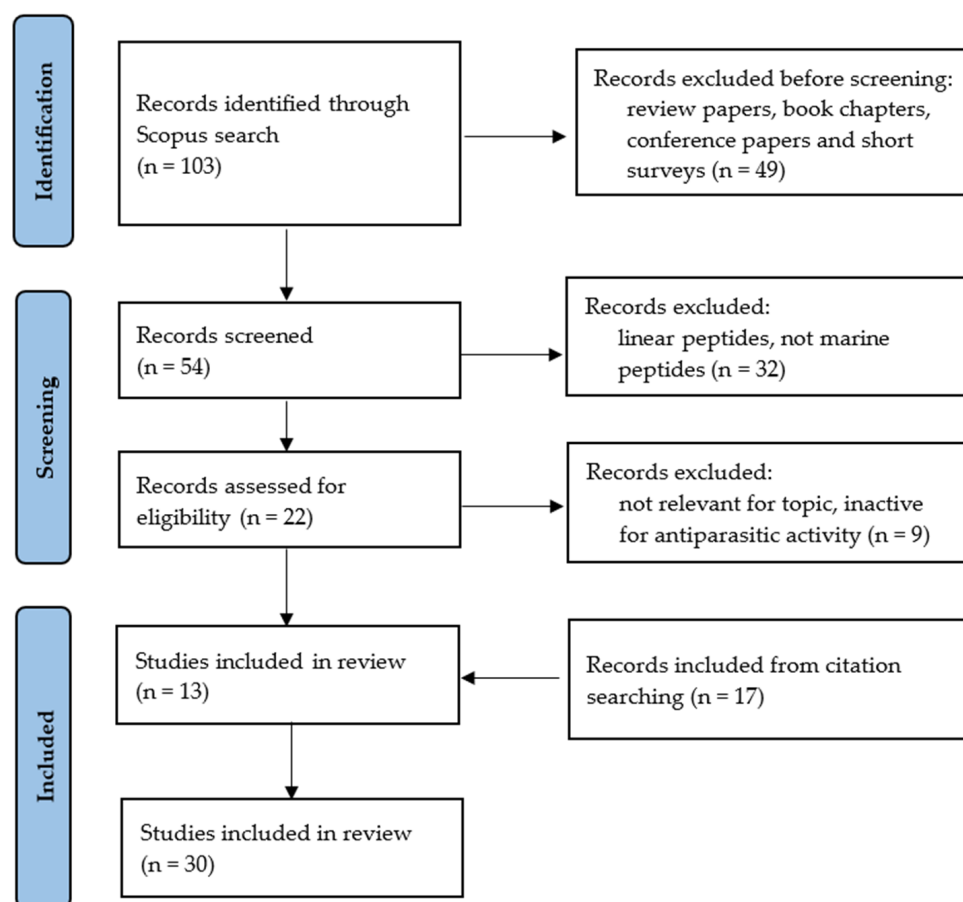 Identification
Records identified through
Scopus search
(n = 103)
Records excluded before screening:
review papers, book chapters,
conference papers and short
surveys (n = 49)
Screening
Records screened
(n = 54)
Records excluded:
linear peptides, not marine
peptides (n = 32)
Records assessed for
eligibility (n = 22)
Records excluded:
not relevant for topic, inactive
for antiparasitic activity (n = 9)
Included
Studies included in review
(n = 13)
Records included from citation
searching (n = 17)
Studies included in review
(n = 30)